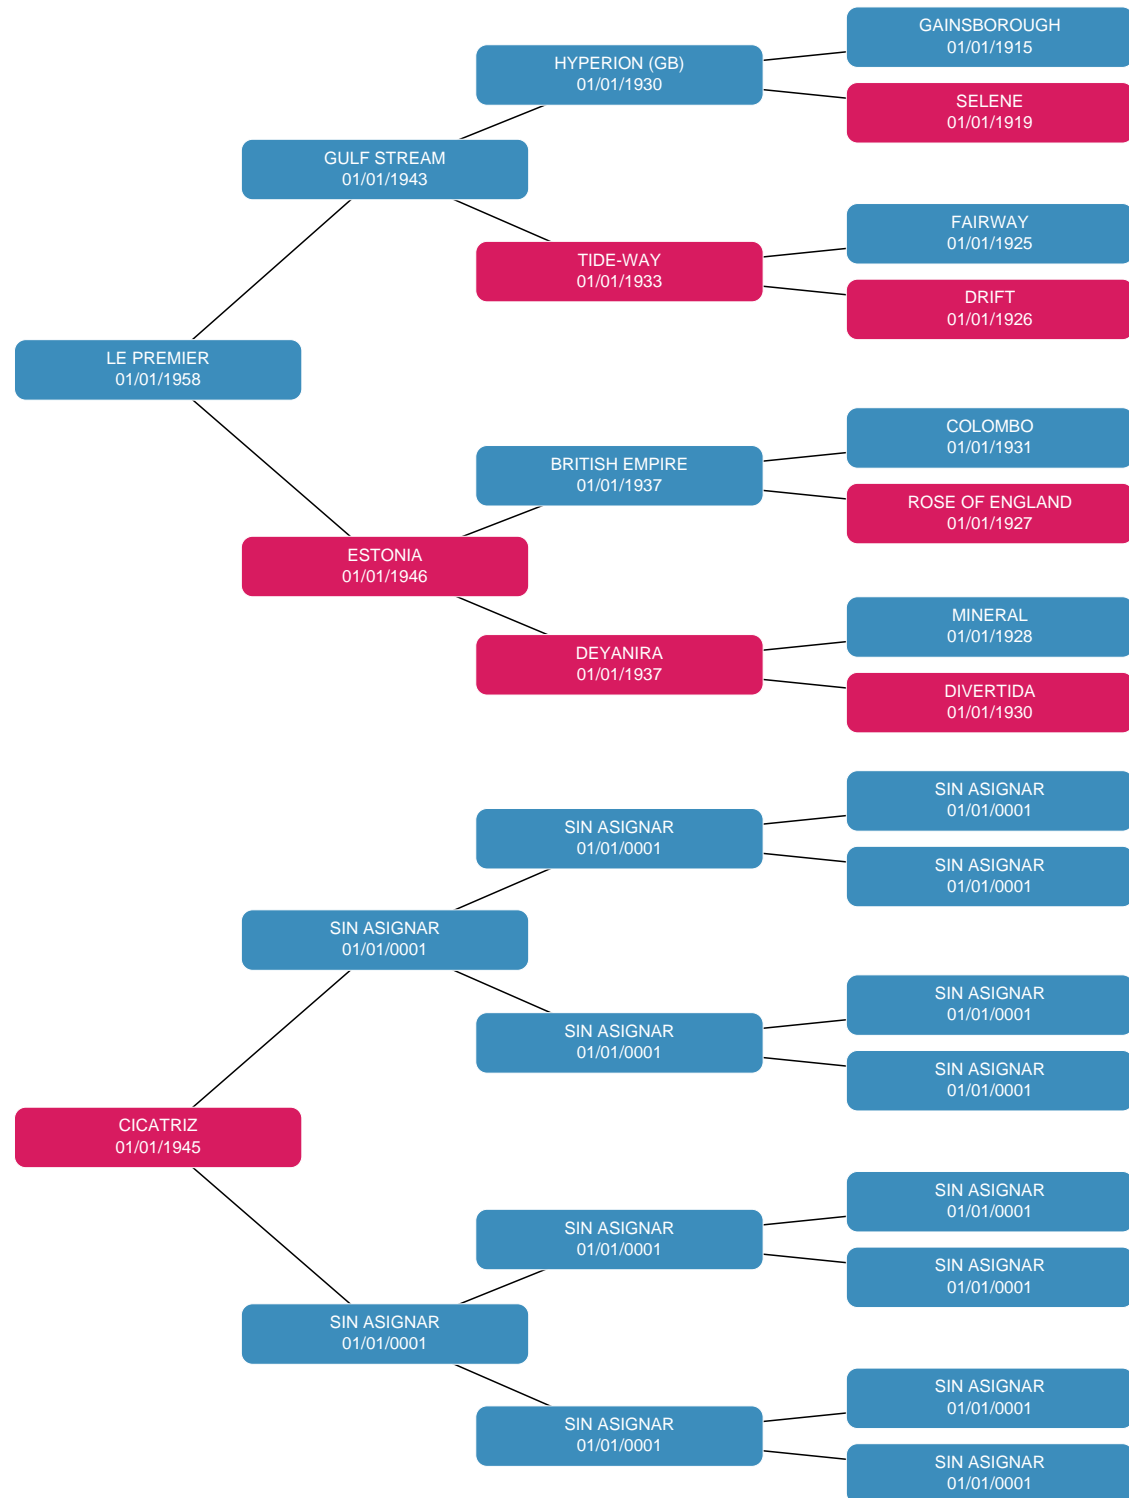 GAINSBOROUGH
01/01/1915
HYPERION (GB)
01/01/1930
SELENE
01/01/1919
GULF STREAM
01/01/1943
FAIRWAY
01/01/1925
TIDE-WAY
01/01/1933
DRIFT
01/01/1926
LE PREMIER
01/01/1958
COLOMBO
01/01/1931
BRITISH EMPIRE
01/01/1937
ROSE OF ENGLAND
01/01/1927
ESTONIA
01/01/1946
MINERAL
01/01/1928
DEYANIRA
01/01/1937
DIVERTIDA
01/01/1930
SIN ASIGNAR
01/01/0001
SIN ASIGNAR
01/01/0001
SIN ASIGNAR
01/01/0001
SIN ASIGNAR
01/01/0001
SIN ASIGNAR
01/01/0001
SIN ASIGNAR
01/01/0001
SIN ASIGNAR
01/01/0001
CICATRIZ
01/01/1945
SIN ASIGNAR
01/01/0001
SIN ASIGNAR
01/01/0001
SIN ASIGNAR
01/01/0001
SIN ASIGNAR
01/01/0001
SIN ASIGNAR
01/01/0001
SIN ASIGNAR
01/01/0001
SIN ASIGNAR
01/01/0001